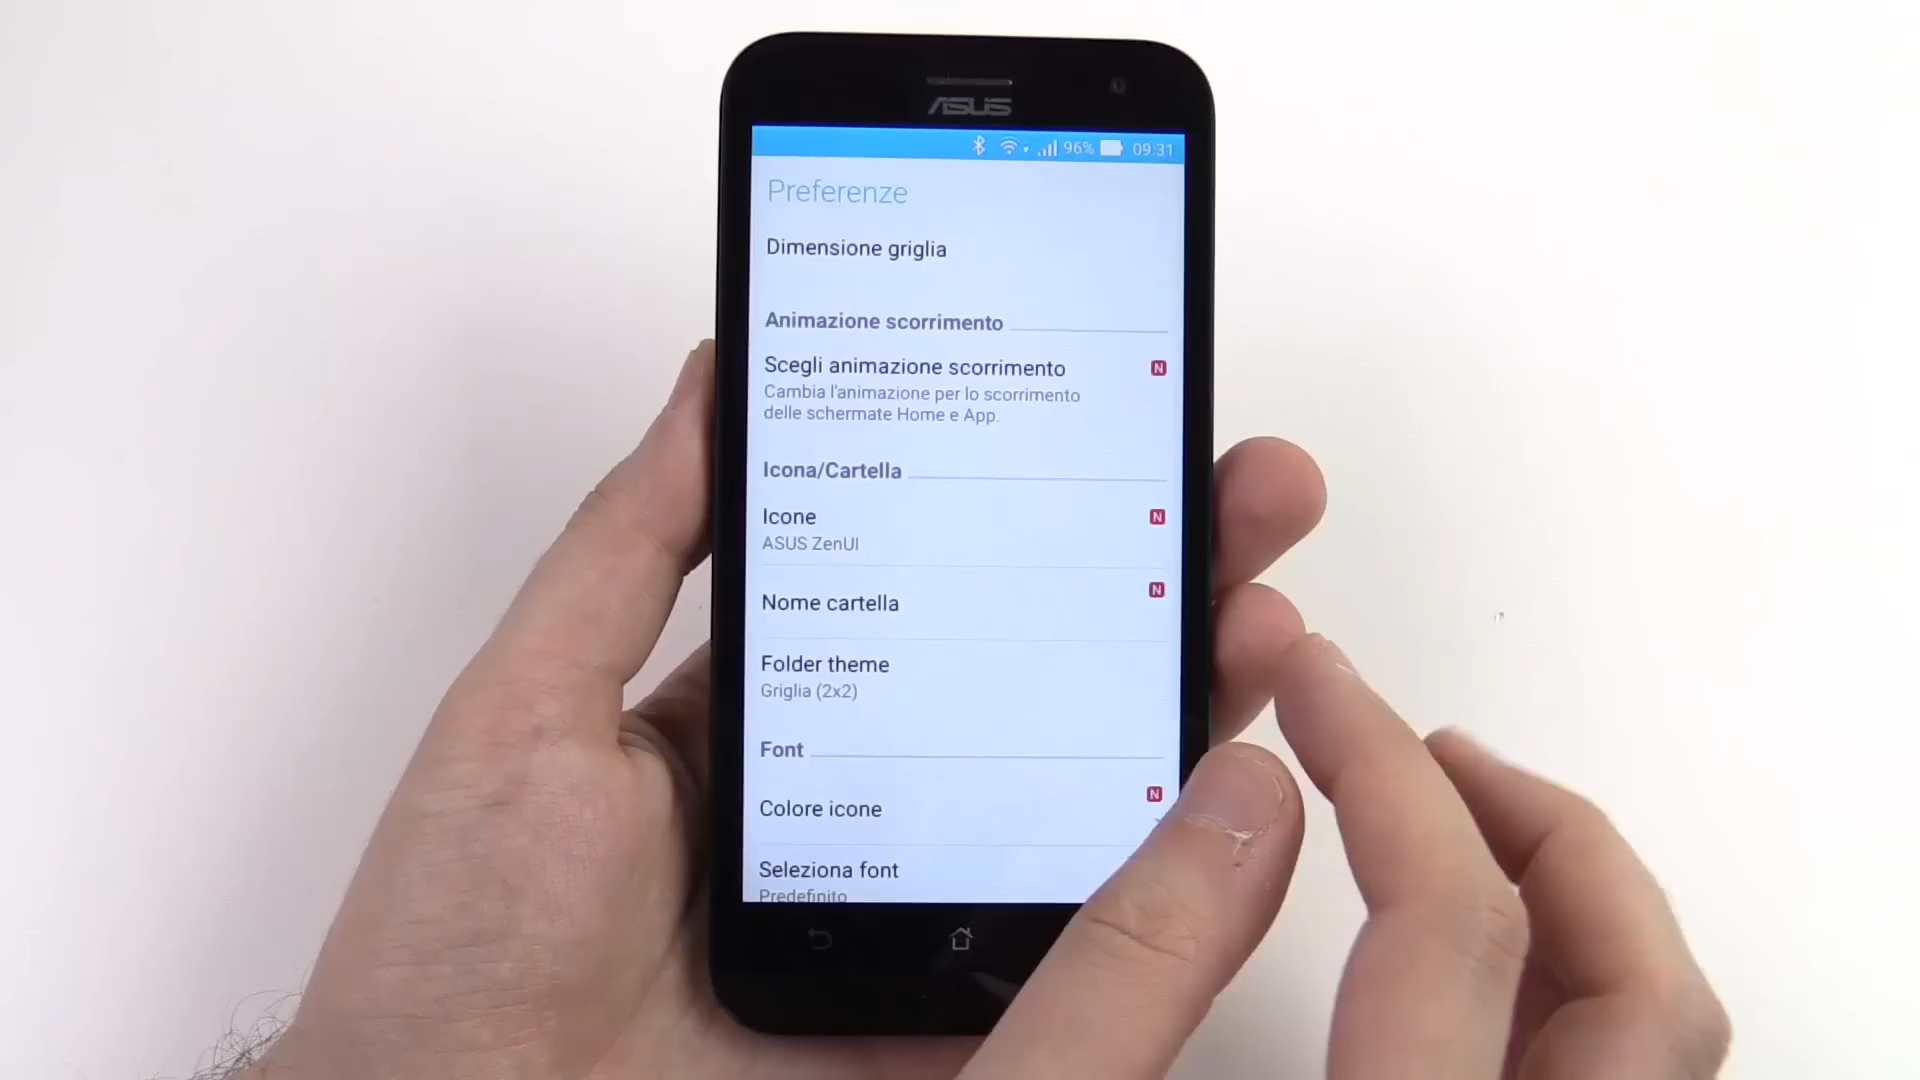 ASUS
96% 09:31
Preferenze
Dimensione griglia
Animazione scorrimento
Scegli animazione scorrimento N
Cambia l'animazione per lo scorrimento
delle schermate Home e App.
Icona/Cartella
Icone N
ASUS ZenUI
Nome cartella N
Folder theme
Griglia (2x2)
Font
Colore icone N
Seleziona font
Predefinito